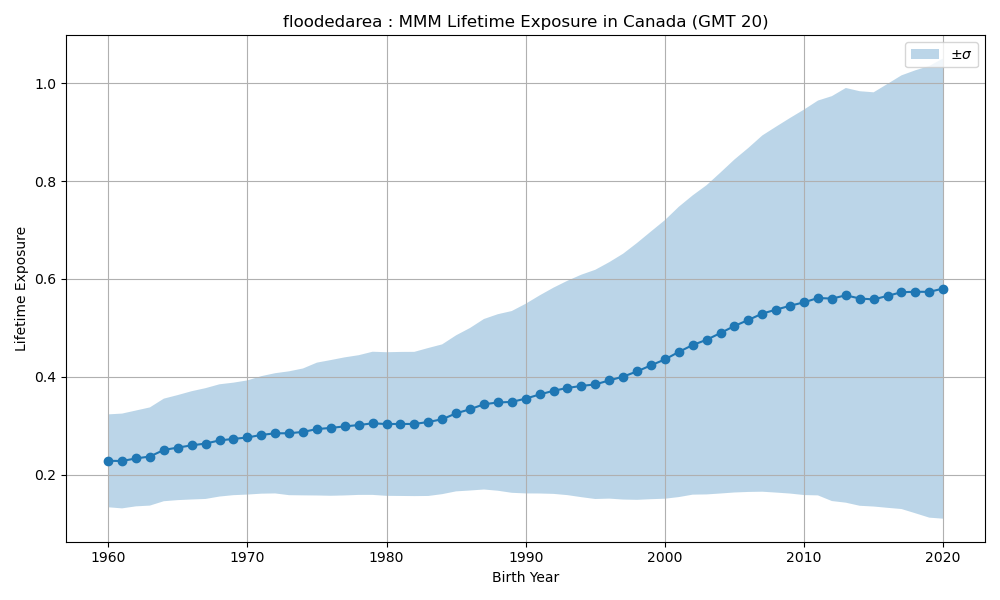 floodedarea : MMM Lifetime Exposure in Canada (GMT 20)
±σ
Lifetime Exposure
1.0
0.8
0.6
0.4
0.2
1960 1970 1980 1990 2000 2010 2020
Birth Year